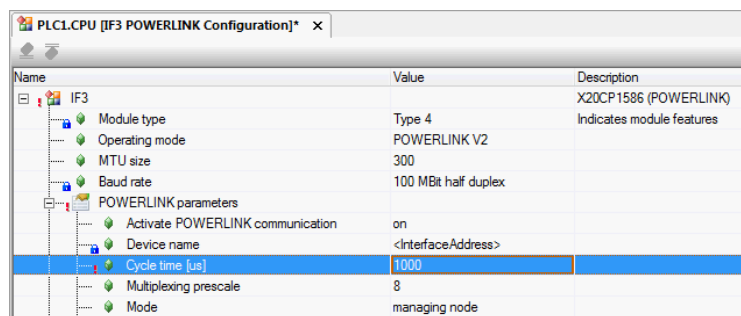 PLC1.CPU [IF3 POWERLINK Configuration]* X
Name Value Description
IF3 X20CP1586 (POWERLINK)
Module type Type 4 Indicates module features
Operating mode POWERLINK V2
MTU size 300
Baud rate 100 MBit half duplex
POWERLINK parameters
Activate POWERLINK communication on
Device name <InterfaceAddress>
Cycle time [us] 1000
Multiplexing prescale 8
Mode managing node